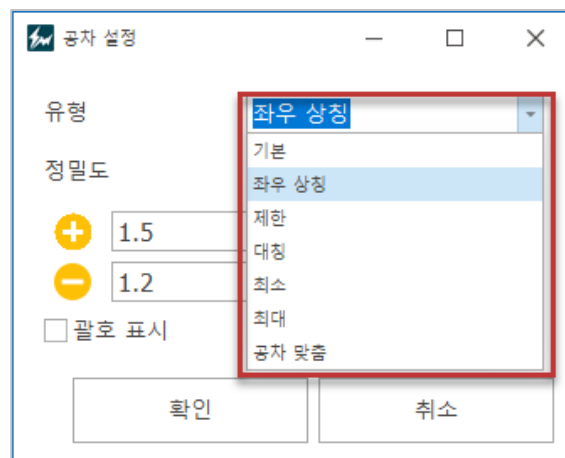 공차 설정
유형
좌우 상칭
기본
정밀도
좌우 상칭
제한
1.5
대칭
1.2
최소
괄호 표시
최대
공차 맞춤
확인
취소